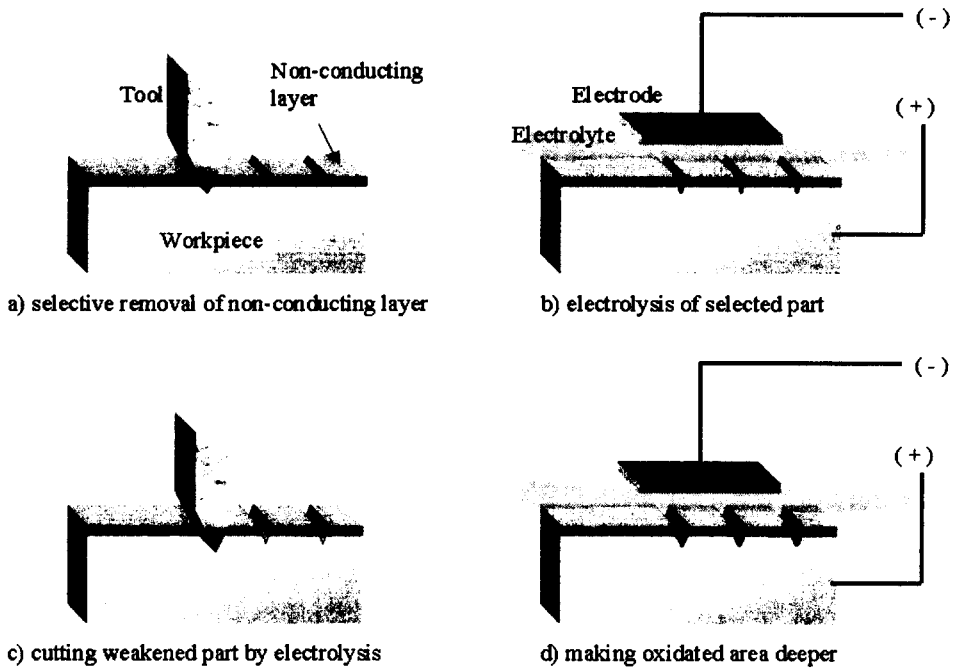 Tool
Non-conducting
layer
Workpiece
a) selective removal of non-conducting layer
(-)
Electrode
(+)
Electrolyte
b) electrolysis of selected part
c) cutting weakened part by electrolysis
(-)
(+)
d) making oxidated area deeper